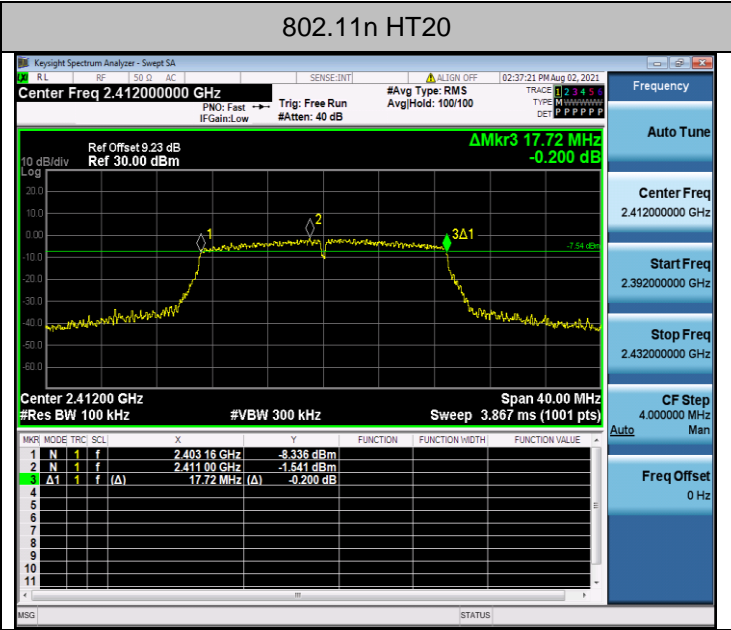 802.11n HT20
Keysight Spectrum Analyzer - Swept SA
RL RF 50 Ω AC SENSE:INT ALIGN OFF 02:37:21 PM Aug 02, 2021
Center Freq 2.412000000 GHz
PNO: Fast
IFGain:Low
Trig: Free Run
#Atten: 40 dB
#Avg Type: RMS
Avg|Hold: 100/100
TRACE 1 2 3 4 5 6
TYPE M W W W W W
DET P P P P P P
ΔMkr3 17.72 MHz
-0.200 dB
Ref Offset 9.23 dB
10 dB/div Ref 30.00 dBm
Log
20.0
10.0
0.00
-10.0
-20.0
-30.0
-40.0
-50.0
-60.0
1
2
3Δ1
-7.54 dBm
Center 2.41200 GHz Span 40.00 MHz
#Res BW 100 kHz #VBW 300 kHz Sweep 3.867 ms (1001 pts)
MKR MODE TRC SCL X Y FUNCTION FUNCTION WIDTH FUNCTION VALUE
1 N 1 f 2.403 16 GHz -8.336 dBm
2 N 1 f 2.411 00 GHz -1.541 dBm
3 Δ1 1 f (Δ) 17.72 MHz (Δ) -0.200 dB
4
5
6
7
8
9
10
11
MSG STATUS
Frequency
Auto Tune
Center Freq
2.412000000 GHz
Start Freq
2.392000000 GHz
Stop Freq
2.432000000 GHz
CF Step
4.000000 MHz
Auto Man
Freq Offset
0 Hz